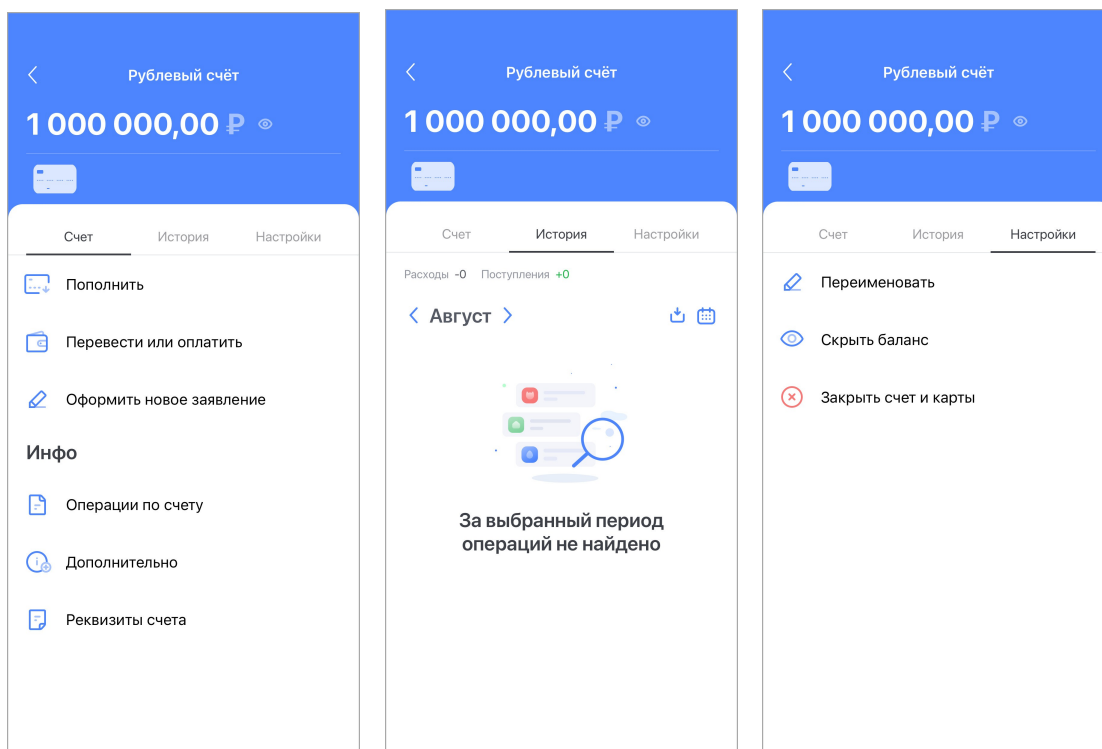 Рублевый счёт
1 000 000,00 ₽
Счет История Настройки
Пополнить
Перевести или оплатить
Оформить новое заявление
Инфо
Операции по счету
Дополнительно
Реквизиты счета
Рублевый счёт
1 000 000,00 ₽
Счет История Настройки
Расходы -0 Поступления +0
Август
За выбранный период
операций не найдено
Рублевый счёт
1 000 000,00 ₽
Счет История Настройки
Переименовать
Скрыть баланс
Закрыть счет и карты